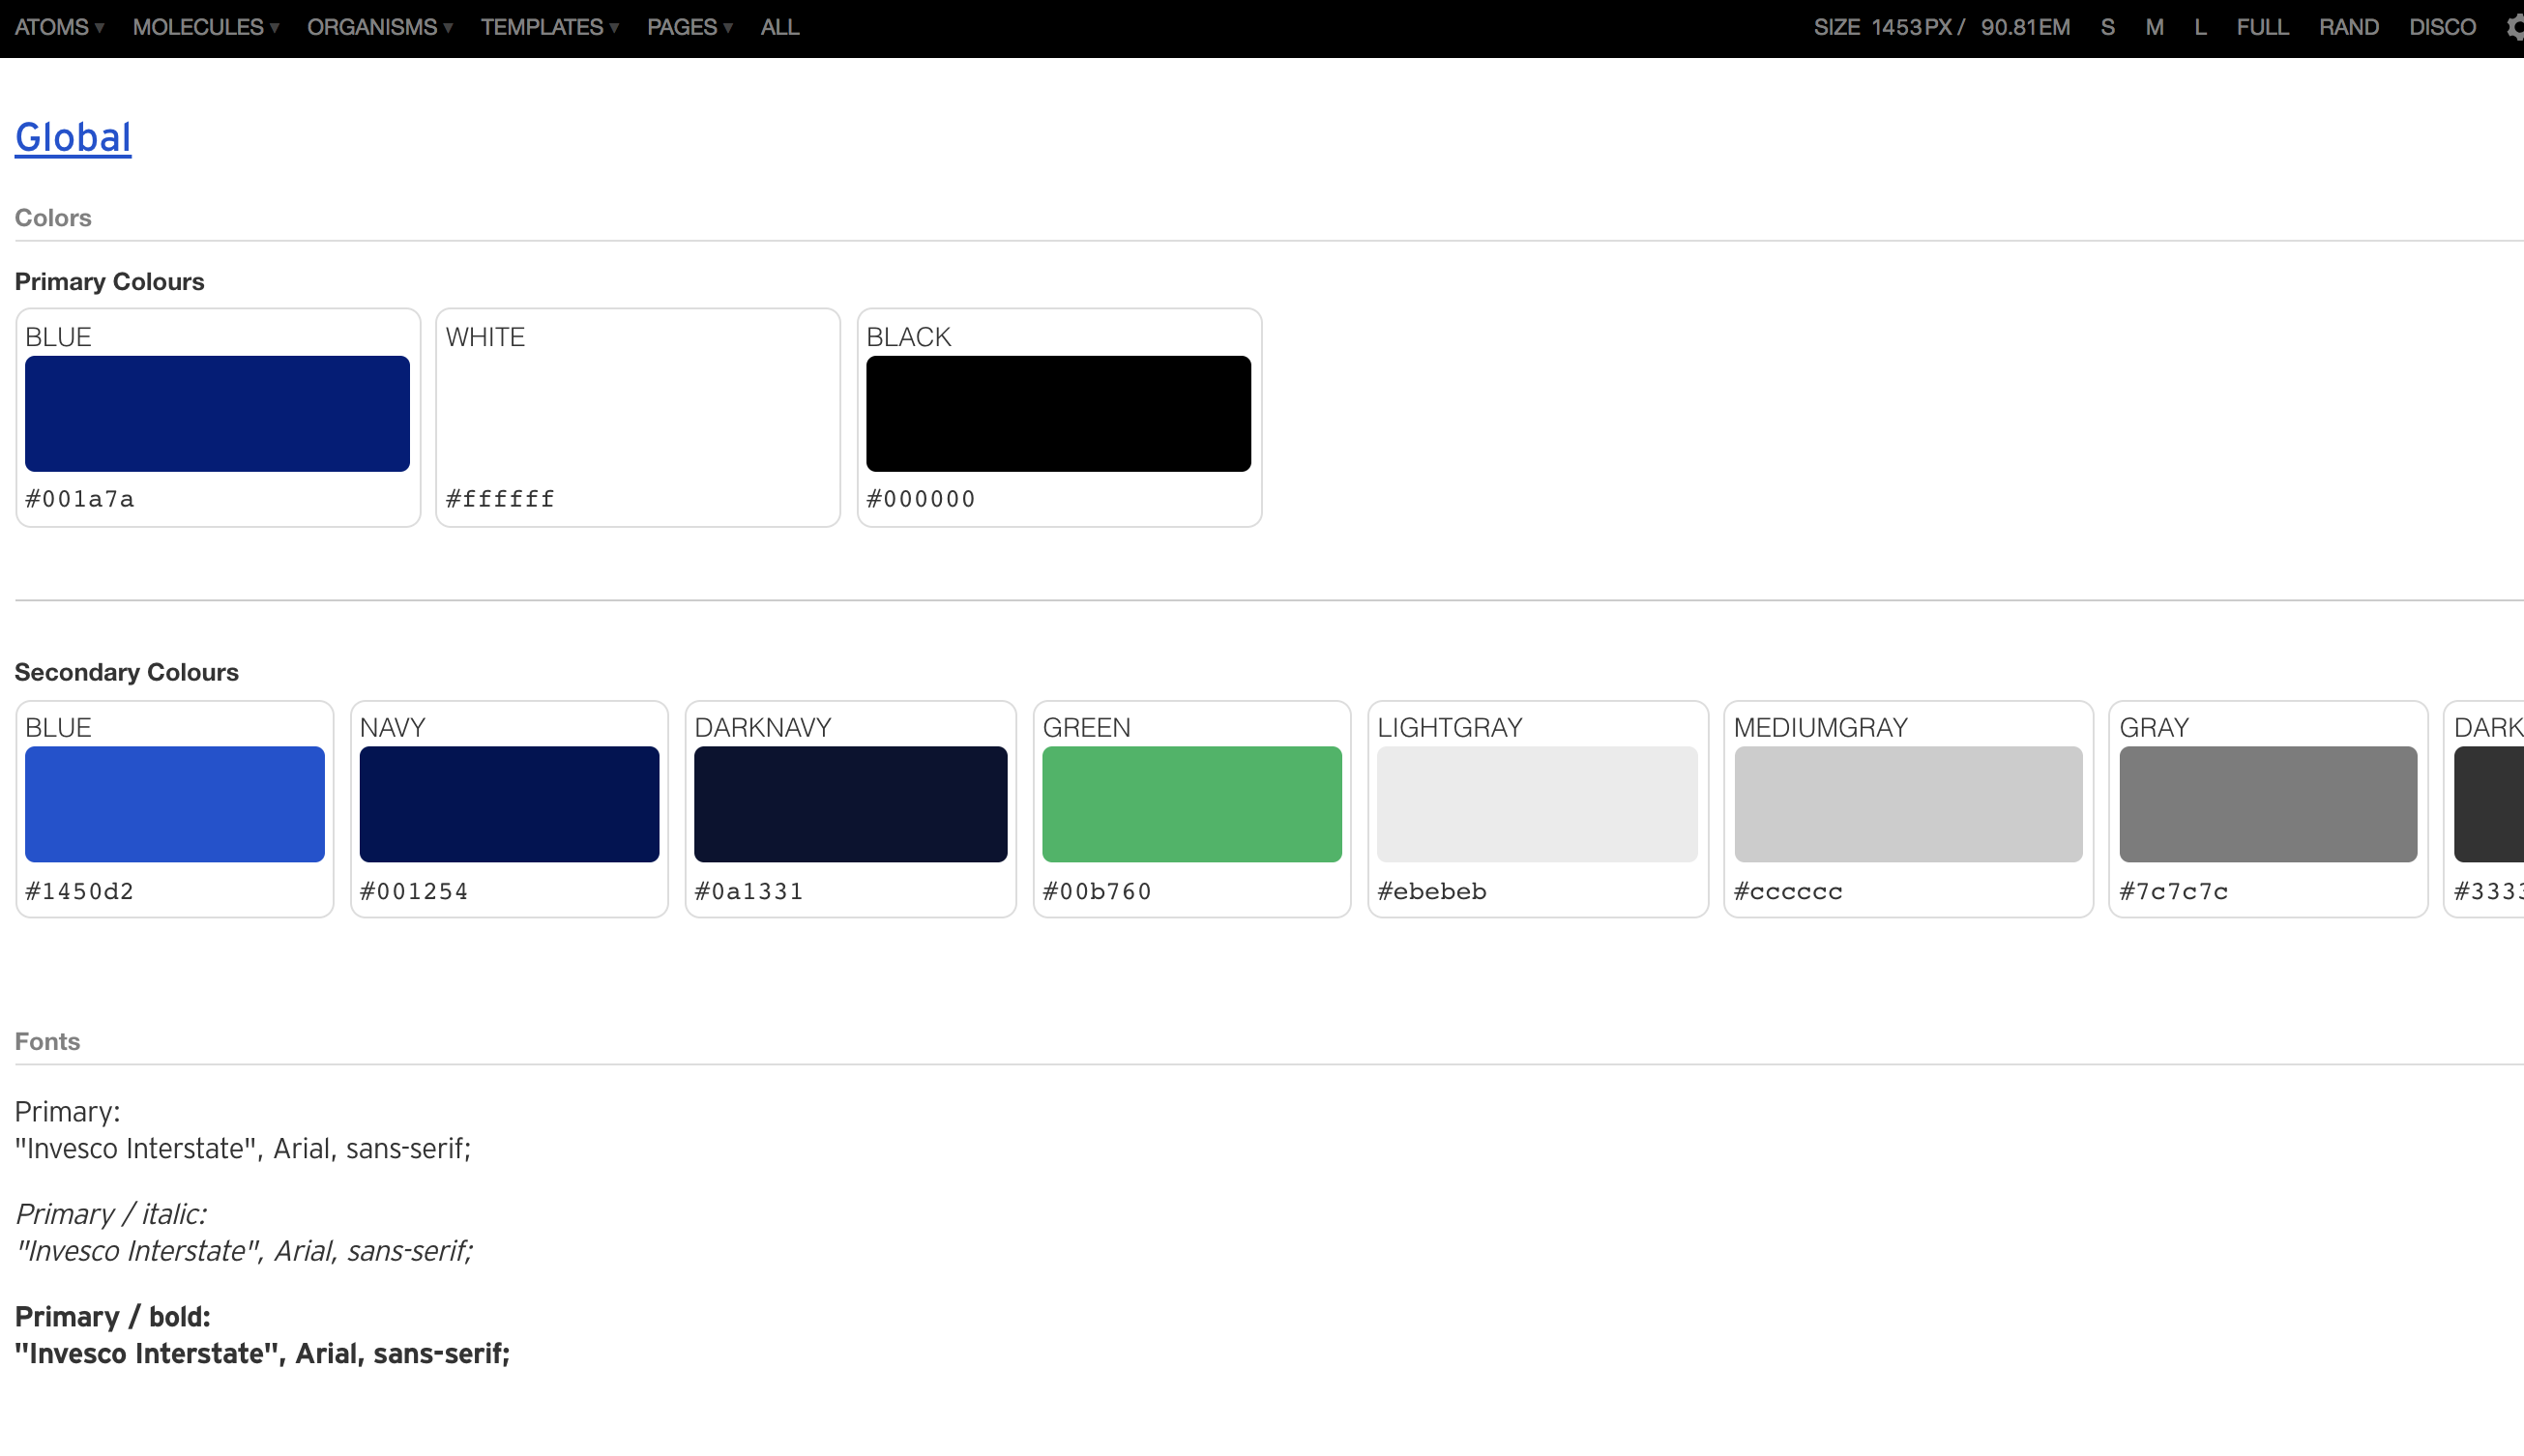 ATOMS ▾ MOLECULES ▾ ORGANISMS ▾ TEMPLATES ▾ PAGES ▾ ALL SIZE 1453PX / 90.81EM S M L FULL RAND DISCO
Global
Colors
Primary Colours
BLUE WHITE BLACK
#001a7a #ffffff #000000
Secondary Colours
BLUE NAVY DARKNAVY GREEN LIGHTGRAY MEDIUMGRAY GRAY DARK
#1450d2 #001254 #0a1331 #00b760 #ebebeb #cccccc #7c7c7c #3333
Fonts
Primary:
"Invesco Interstate", Arial, sans-serif;
Primary / italic:
"Invesco Interstate", Arial, sans-serif;
Primary / bold:
"Invesco Interstate", Arial, sans-serif;